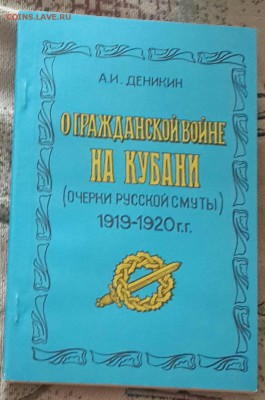 COINS.LAVE.RU
А.И. ДЕНИКИН
О ГРАЖДАНСКОЙ ВОЙНЕ
НА КУБАНИ
(ОЧЕРКИ РУССКОЙ СМУТЫ)
1919-1920 г.г.